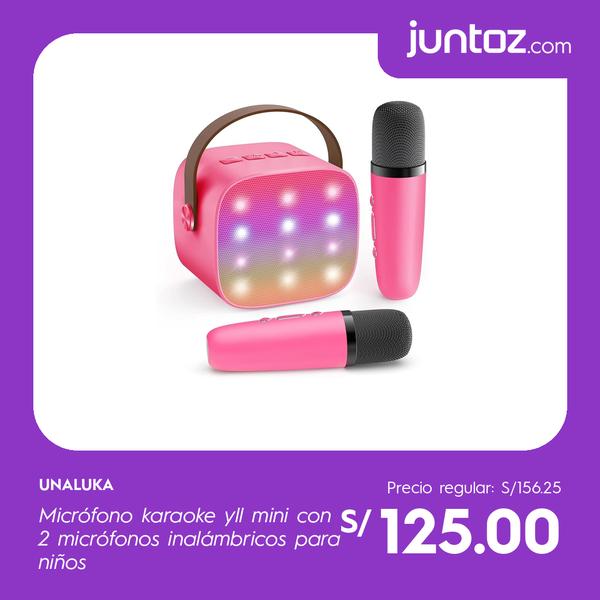 juntoz.com
UNALUKA
Micrófono karaoke yll mini con
2 micrófonos inalámbricos para
niños
Precio regular: S/156.25
S/125.00